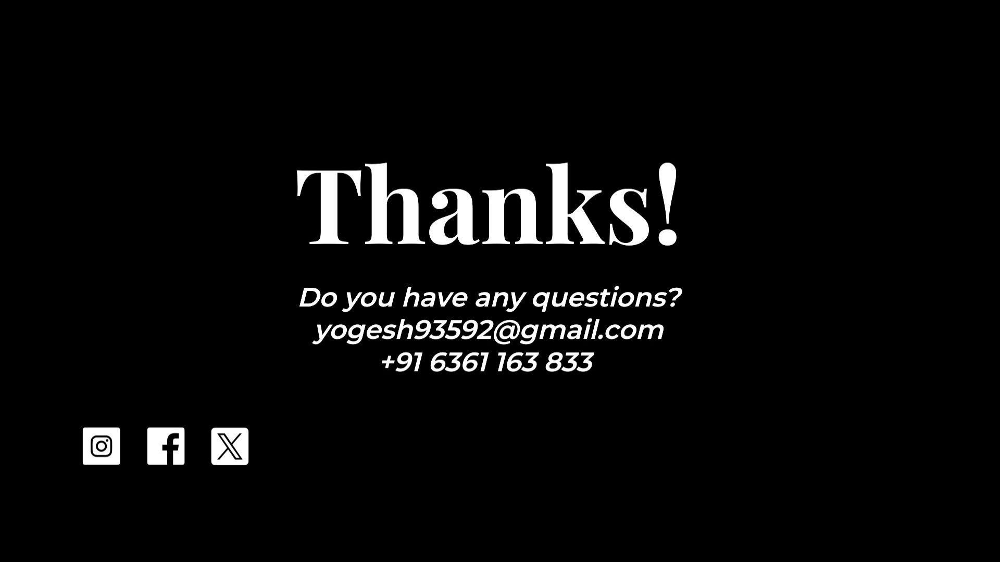 Thanks!
Do you have any questions?
yogesh93592@gmail.com
+91 6361 163 833